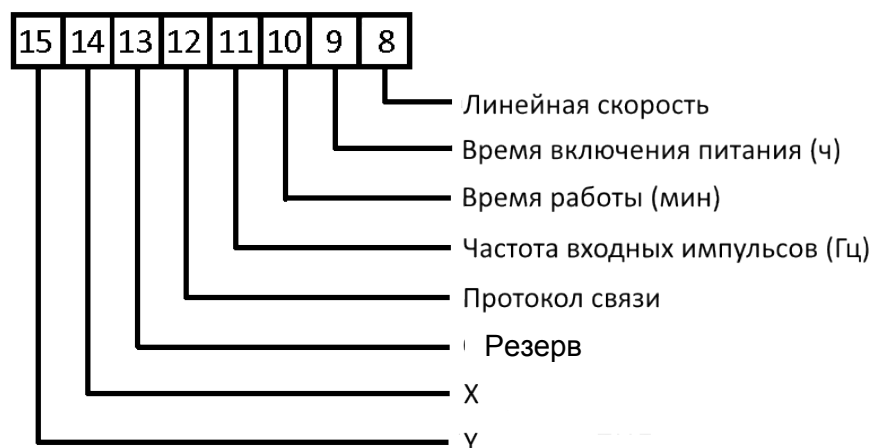 15 14 13 12 11 10 9 8
Линейная скорость
Время включения питания (ч)
Время работы (мин)
Частота входных импульсов (Гц)
Протокол связи
Резерв
X
Y